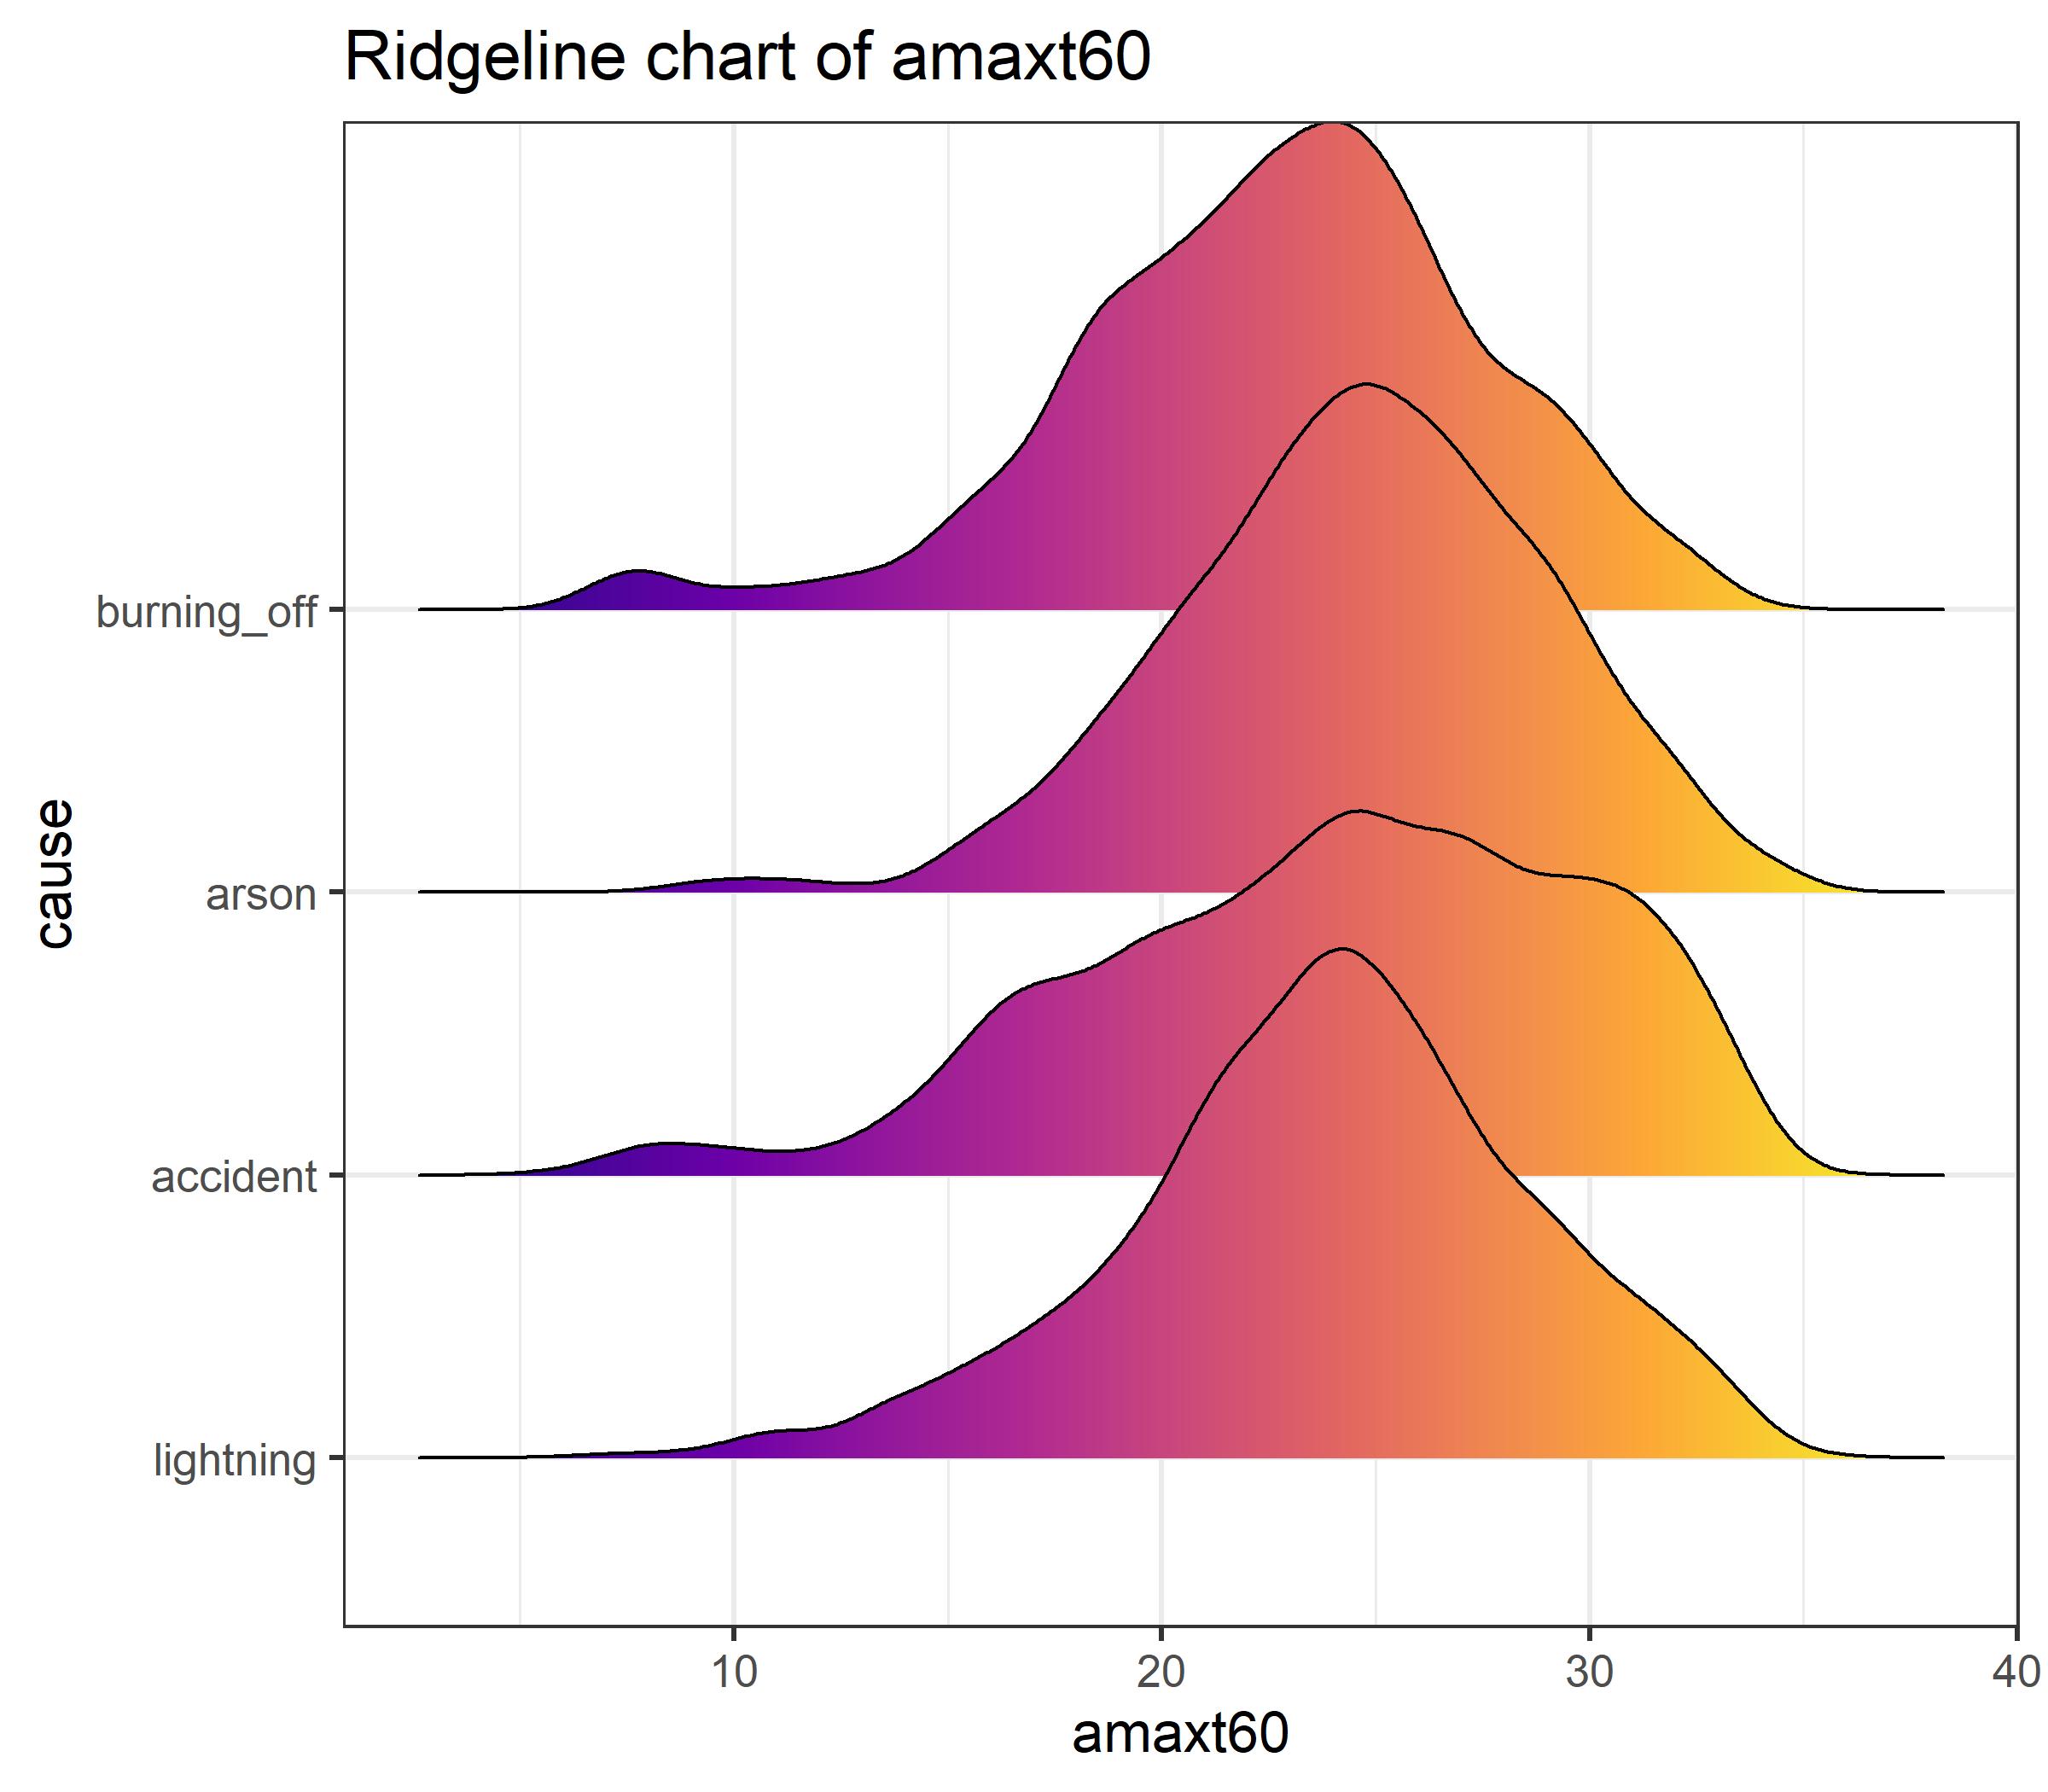 Ridgeline chart of amaxt60
cause
burning_off
arson
accident
lightning
10 20 30 40
amaxt60